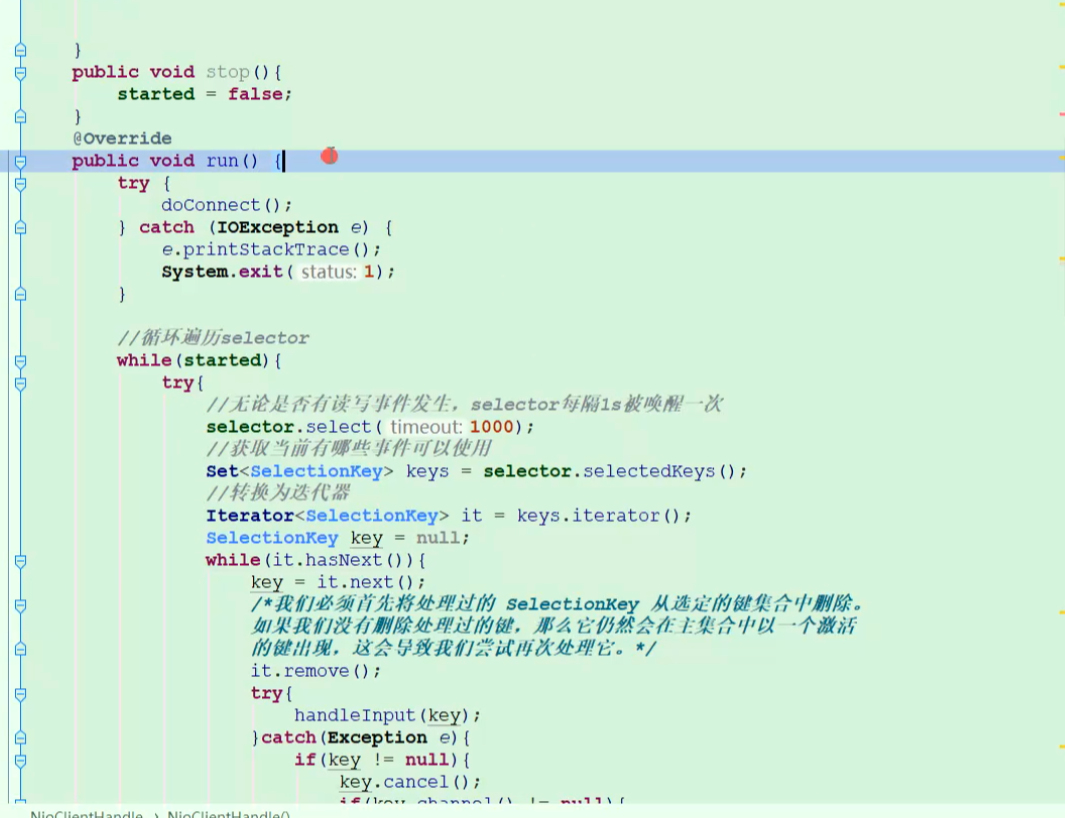 }
public void stop(){
started = false;
}
@Override
public void run() {
try {
doConnect();
} catch (IOException e) {
e.printStackTrace();
System.exit( status: 1);
}
//循环遍历selector
while(started){
try{
//无论是否有读写事件发生，selector每隔1s被唤醒一次
selector.select( timeout: 1000);
//获取当前有哪些事件可以使用
Set<SelectionKey> keys = selector.selectedKeys();
//转换为迭代器
Iterator<SelectionKey> it = keys.iterator();
SelectionKey key = null;
while(it.hasNext()){
key = it.next();
/*我们必须首先将处理过的 SelectionKey 从选定的键集合中删除。
如果我们没有删除处理过的键，那么它仍然会在主集合中以一个激活
的键出现，这会导致我们尝试再次处理它。*/
it.remove();
try{
handleInput(key);
}catch(Exception e){
if(key != null){
key.cancel();
if(key.channel() != null){
NioClientHandle › NioClientHandle()